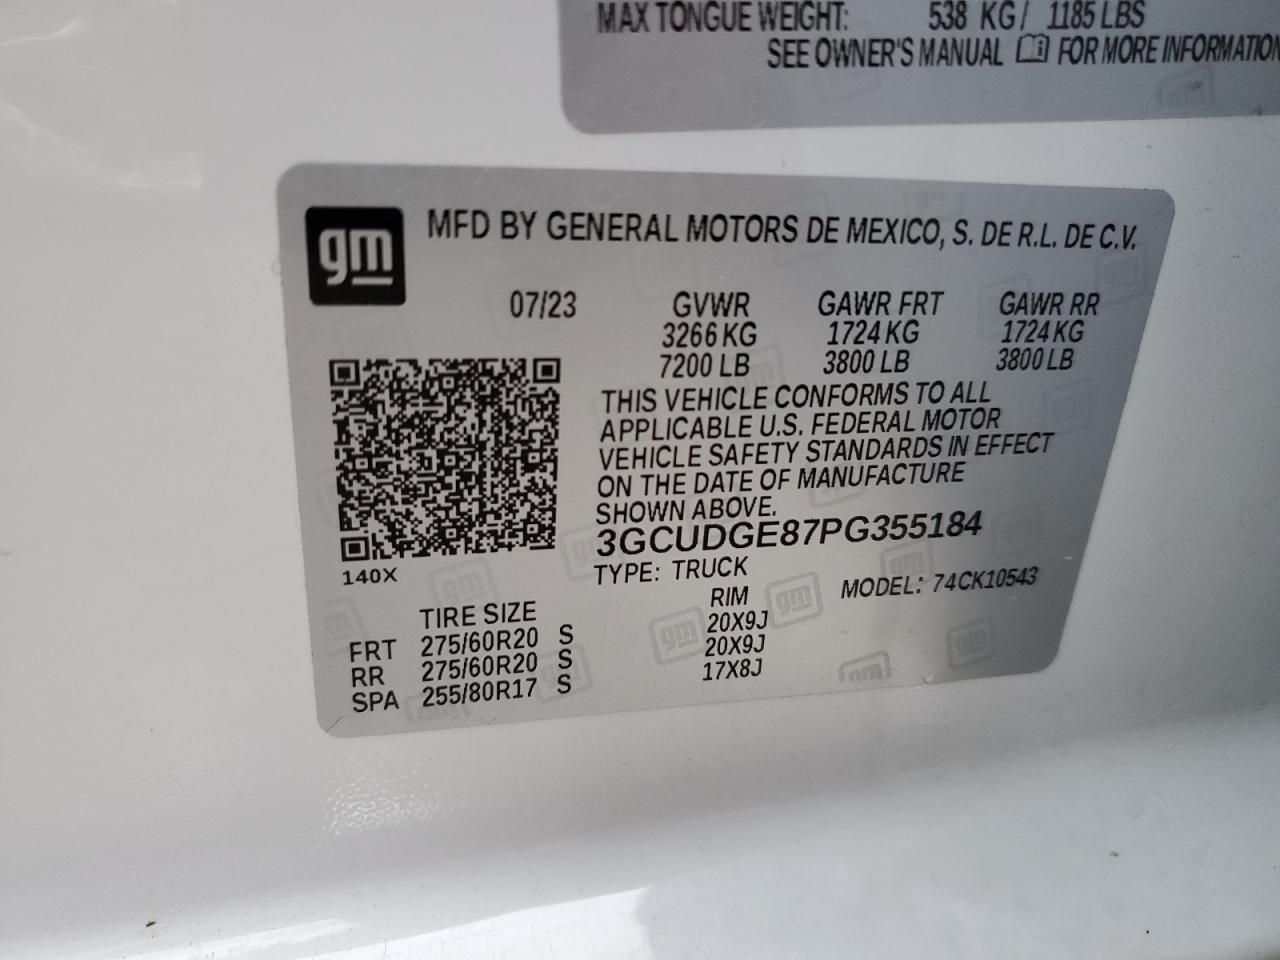 MAX TONGUE WEIGHT: 538 KG/ 1185 LBS
SEE OWNER'S MANUAL FOR MORE INFORMATION
gm
MFD BY GENERAL MOTORS DE MEXICO, S. DE R.L. DE C.V.
07/23 GVWR GAWR FRT GAWR RR
3266 KG 1724 KG 1724 KG
7200 LB 3800 LB 3800 LB
THIS VEHICLE CONFORMS TO ALL
APPLICABLE U.S. FEDERAL MOTOR
VEHICLE SAFETY STANDARDS IN EFFECT
ON THE DATE OF MANUFACTURE
SHOWN ABOVE.
3GCUDGE87PG355184
140X
TYPE: TRUCK MODEL: 74CK10543
TIRE SIZE RIM
FRT 275/60R20 S 20X9J
RR 275/60R20 S 20X9J
SPA 255/80R17 S 17X8J